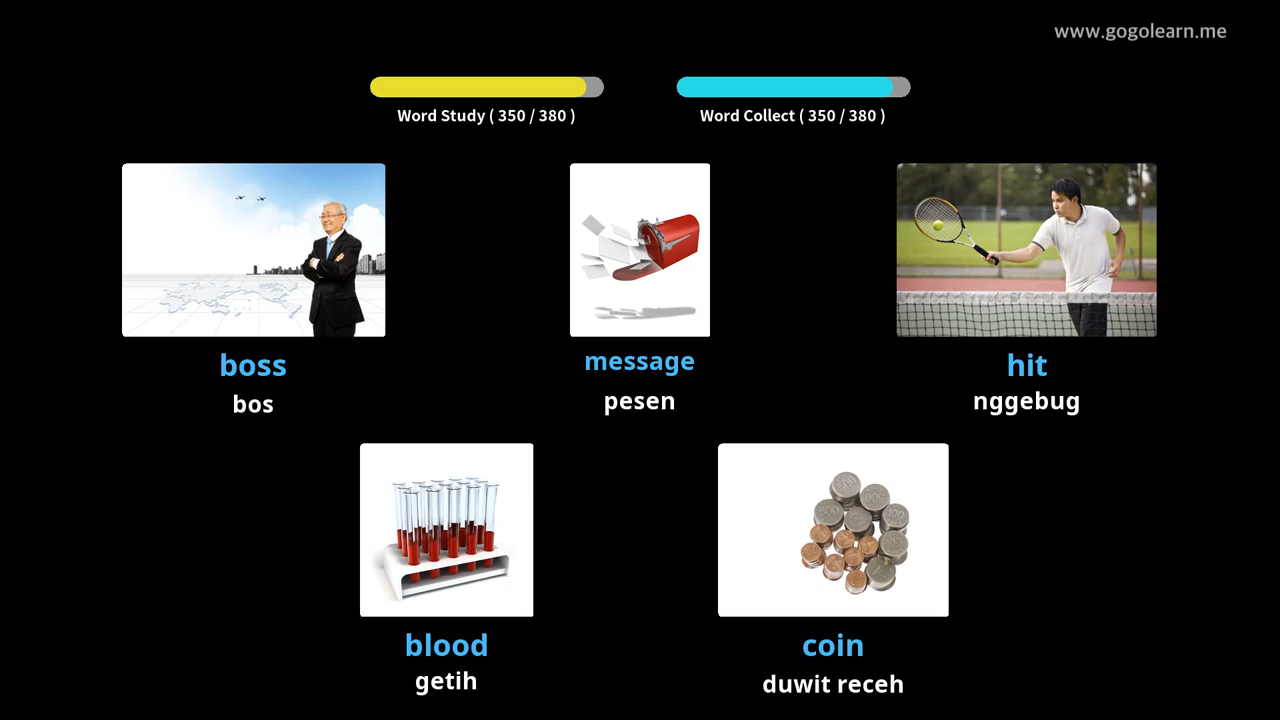 www.gogolearn.me
Word Study ( 350 / 380 )
Word Collect ( 350 / 380 )
boss
bos
message
pesen
hit
nggebug
blood
getih
coin
duwit receh